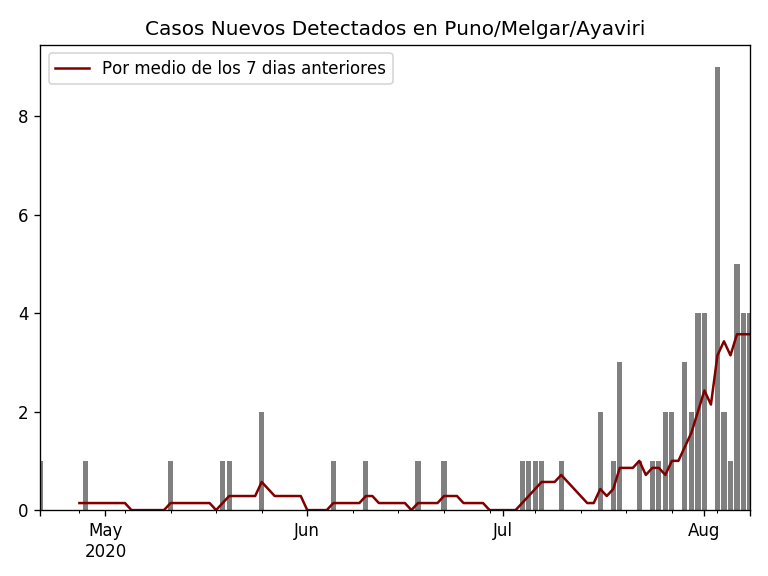 Casos Nuevos Detectados en Puno/Melgar/Ayaviri
Por medio de los 7 dias anteriores
8
6
4
2
0
May
2020
Jun
Jul
Aug